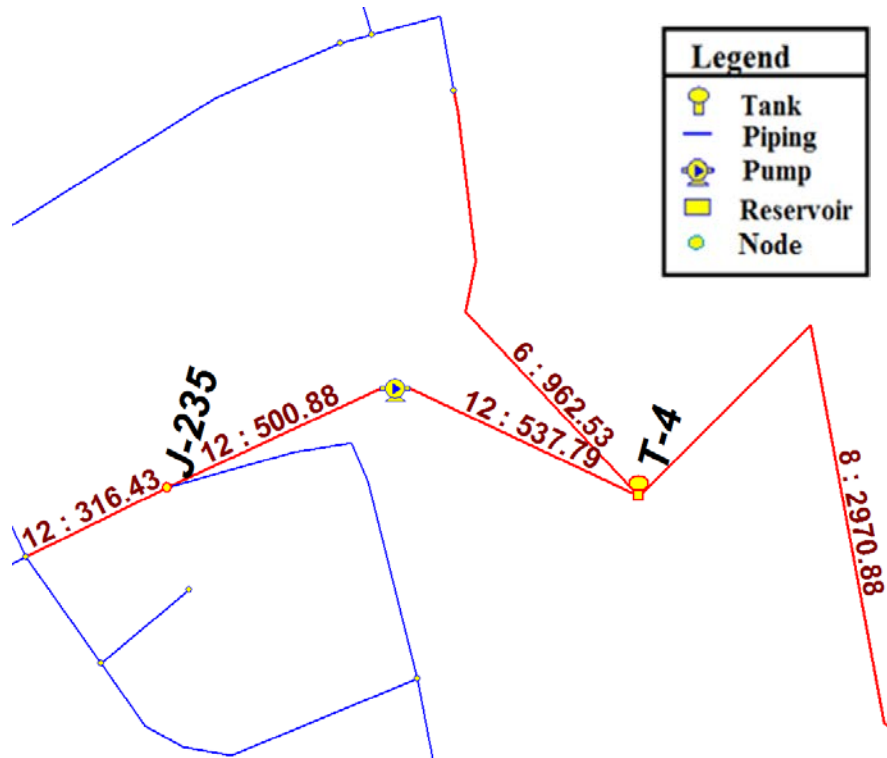 Legend
Tank
Piping
Pump
Reservoir
Node
6 : 962.53
J-235
12 : 500.88
12 : 537.79
T-4
12 : 316.43
8 : 2970.88